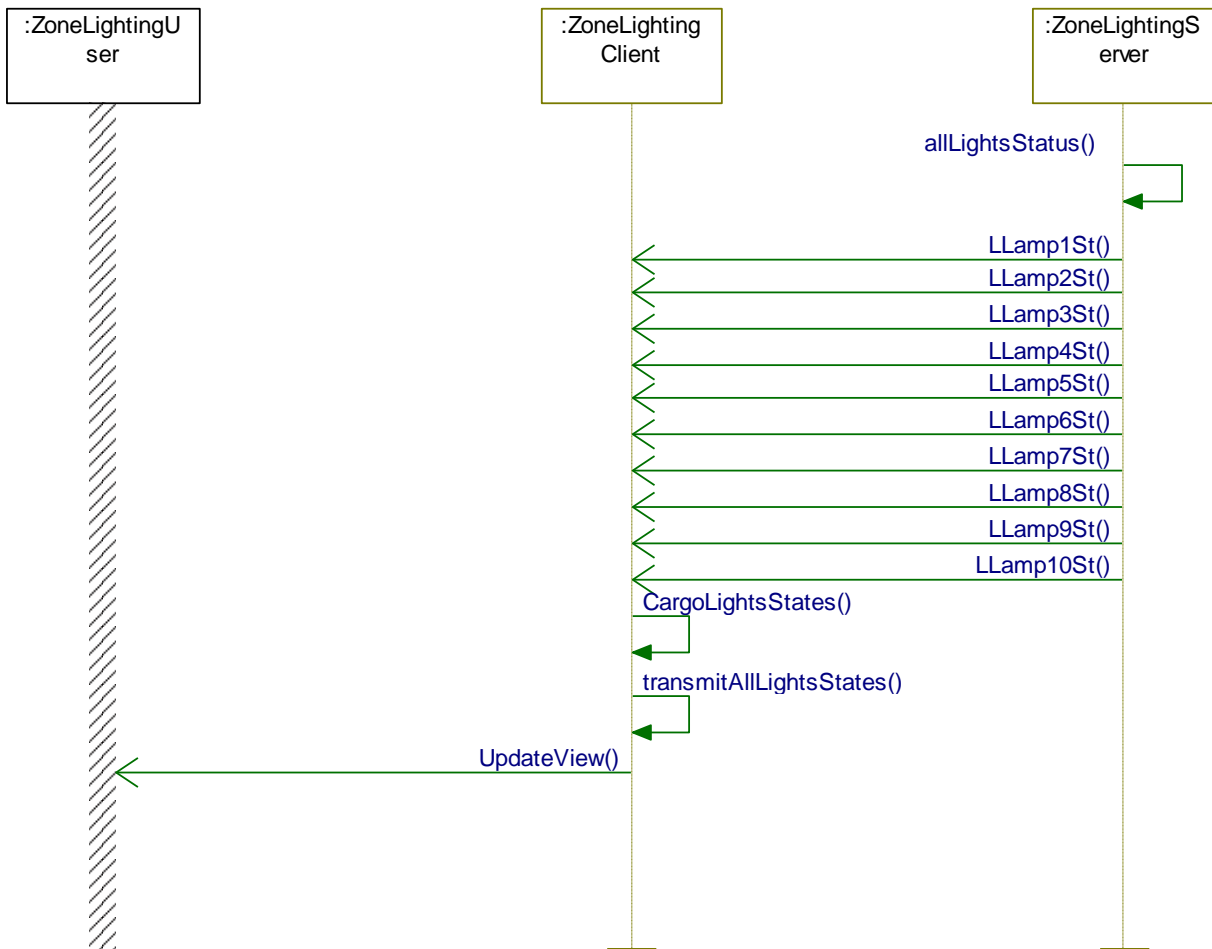 :ZoneLightingU
ser
:ZoneLighting
Client
:ZoneLightingS
erver
allLightsStatus()
LLamp1St()
LLamp2St()
LLamp3St()
LLamp4St()
LLamp5St()
LLamp6St()
LLamp7St()
LLamp8St()
LLamp9St()
LLamp10St()
CargoLightsStates()
transmitAllLightsStates()
UpdateView()